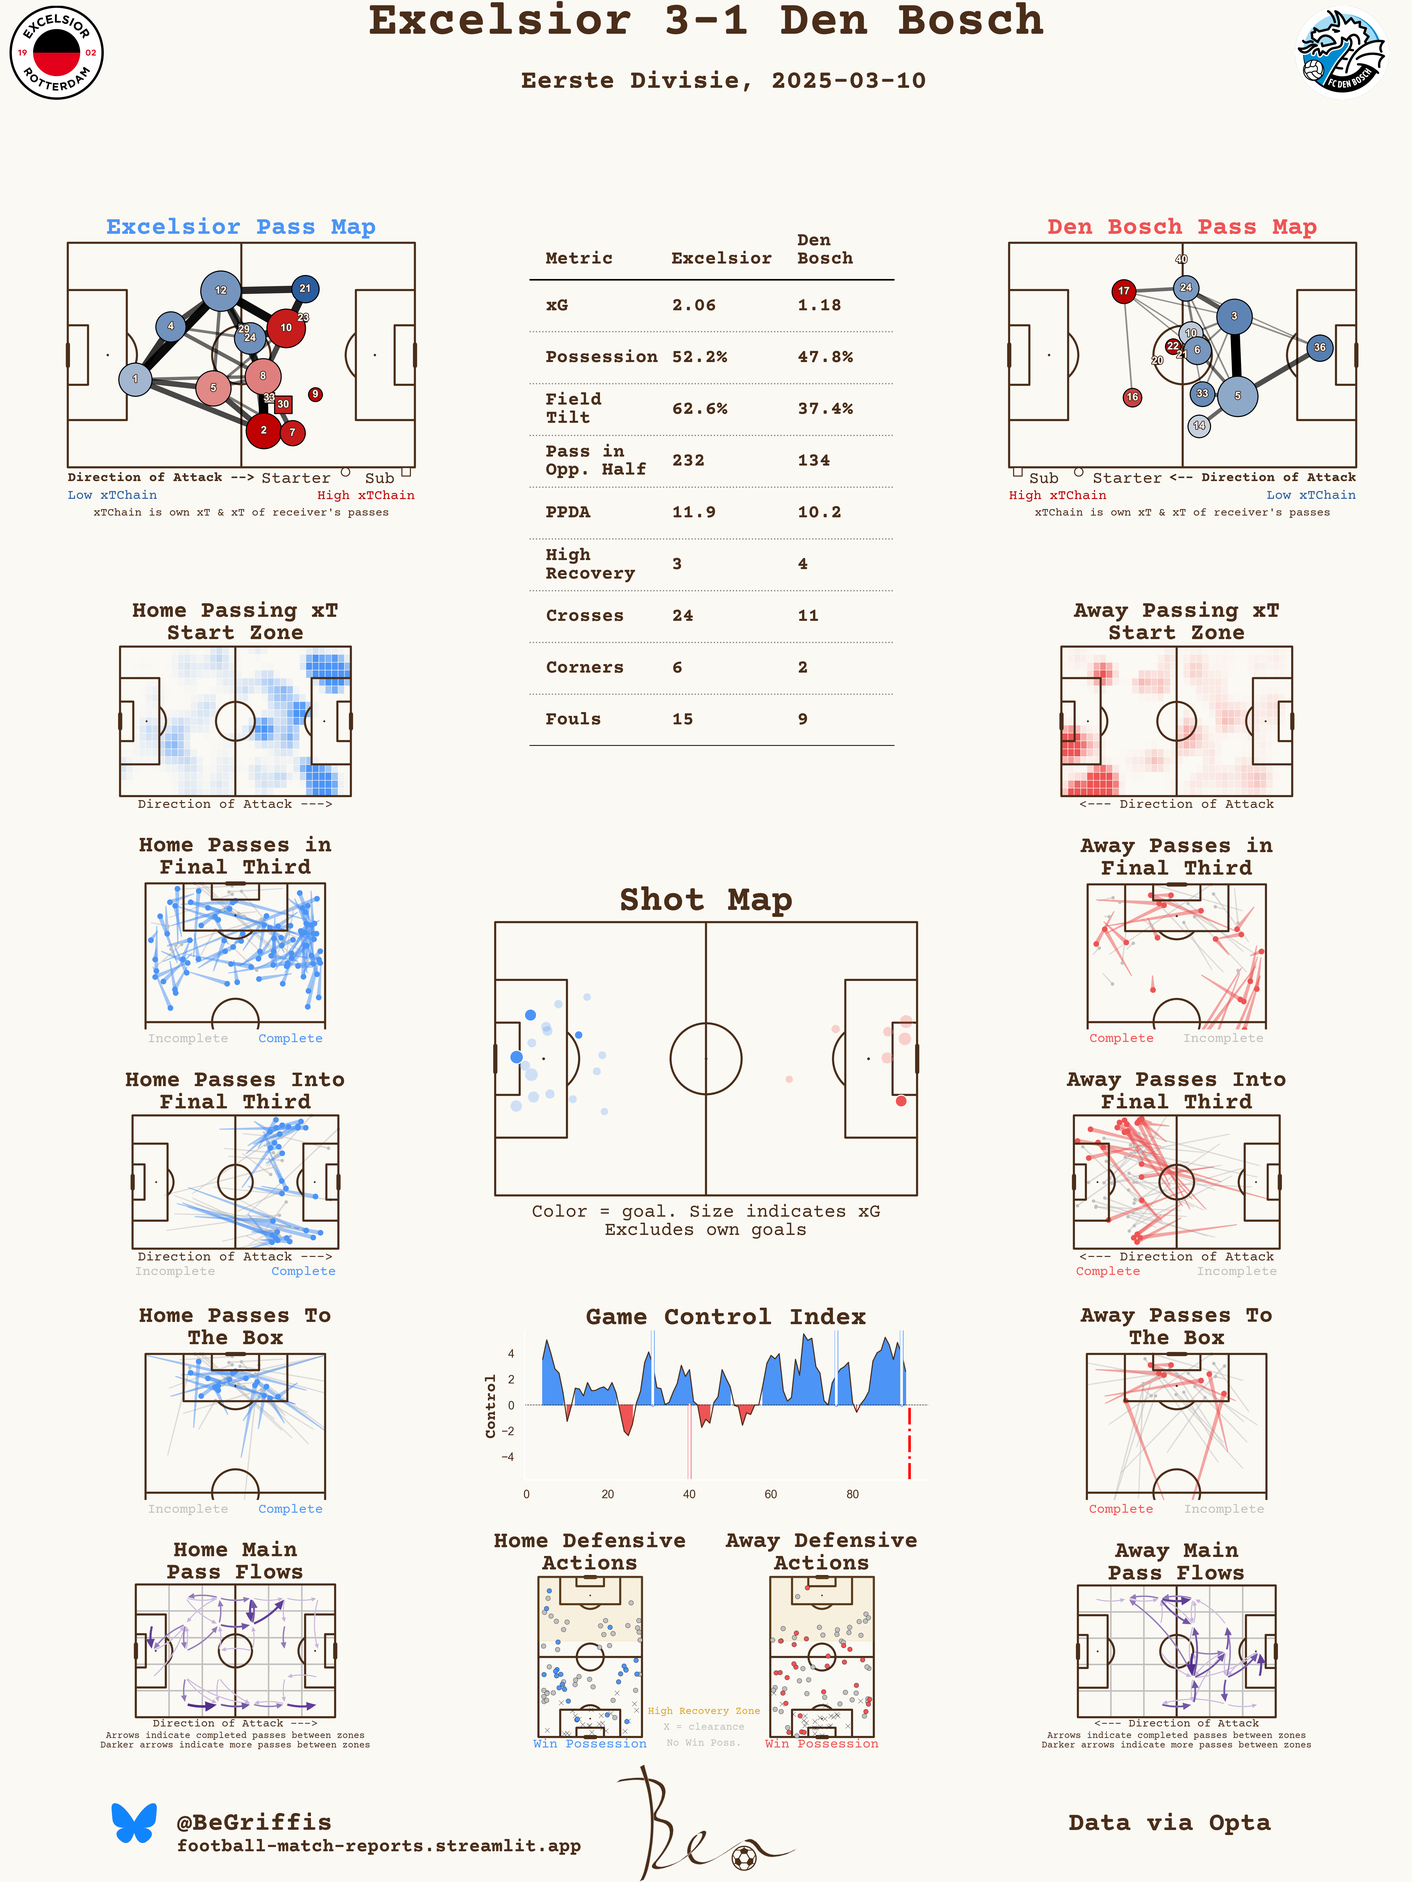 Excelsior 3-1 Den Bosch
Eerste Divisie, 2025-03-10
EXCELSIOR
19 02
ROTTERDAM
FC DEN BOSCH
Excelsior Pass Map
12
21
4
29
24
10
23
1
5
8
33
30
9
2
7
Direction of Attack --> Starter Sub
Low xTChain High xTChain
xTChain is own xT & xT of receiver's passes
Metric Excelsior Den Bosch
xG 2.06 1.18
Possession 52.2% 47.8%
Field Tilt 62.6% 37.4%
Pass in Opp. Half 232 134
PPDA 11.9 10.2
High Recovery 3 4
Crosses 24 11
Corners 6 2
Fouls 15 9
Den Bosch Pass Map
40
17
24
3
10
22
6
21
20
36
16
33
5
14
Sub Starter <-- Direction of Attack
High xTChain Low xTChain
xTChain is own xT & xT of receiver's passes
Home Passing xT
Start Zone
Direction of Attack --->
Away Passing xT
Start Zone
<--- Direction of Attack
Home Passes in
Final Third
Incomplete Complete
Away Passes in
Final Third
Complete Incomplete
Shot Map
Color = goal. Size indicates xG
Excludes own goals
Home Passes Into
Final Third
Direction of Attack --->
Incomplete Complete
Away Passes Into
Final Third
<--- Direction of Attack
Complete Incomplete
Home Passes To
The Box
Incomplete Complete
Game Control Index
Control
4
2
0
−2
−4
0 20 40 60 80
Away Passes To
The Box
Complete Incomplete
Home Main
Pass Flows
Direction of Attack --->
Arrows indicate completed passes between zones
Darker arrows indicate more passes between zones
Home Defensive
Actions
Win Possession
High Recovery Zone
X = clearance
No Win Poss.
Away Defensive
Actions
Win Possession
Away Main
Pass Flows
<--- Direction of Attack
Arrows indicate completed passes between zones
Darker arrows indicate more passes between zones
@BeGriffis
football-match-reports.streamlit.app
Ben
Data via Opta